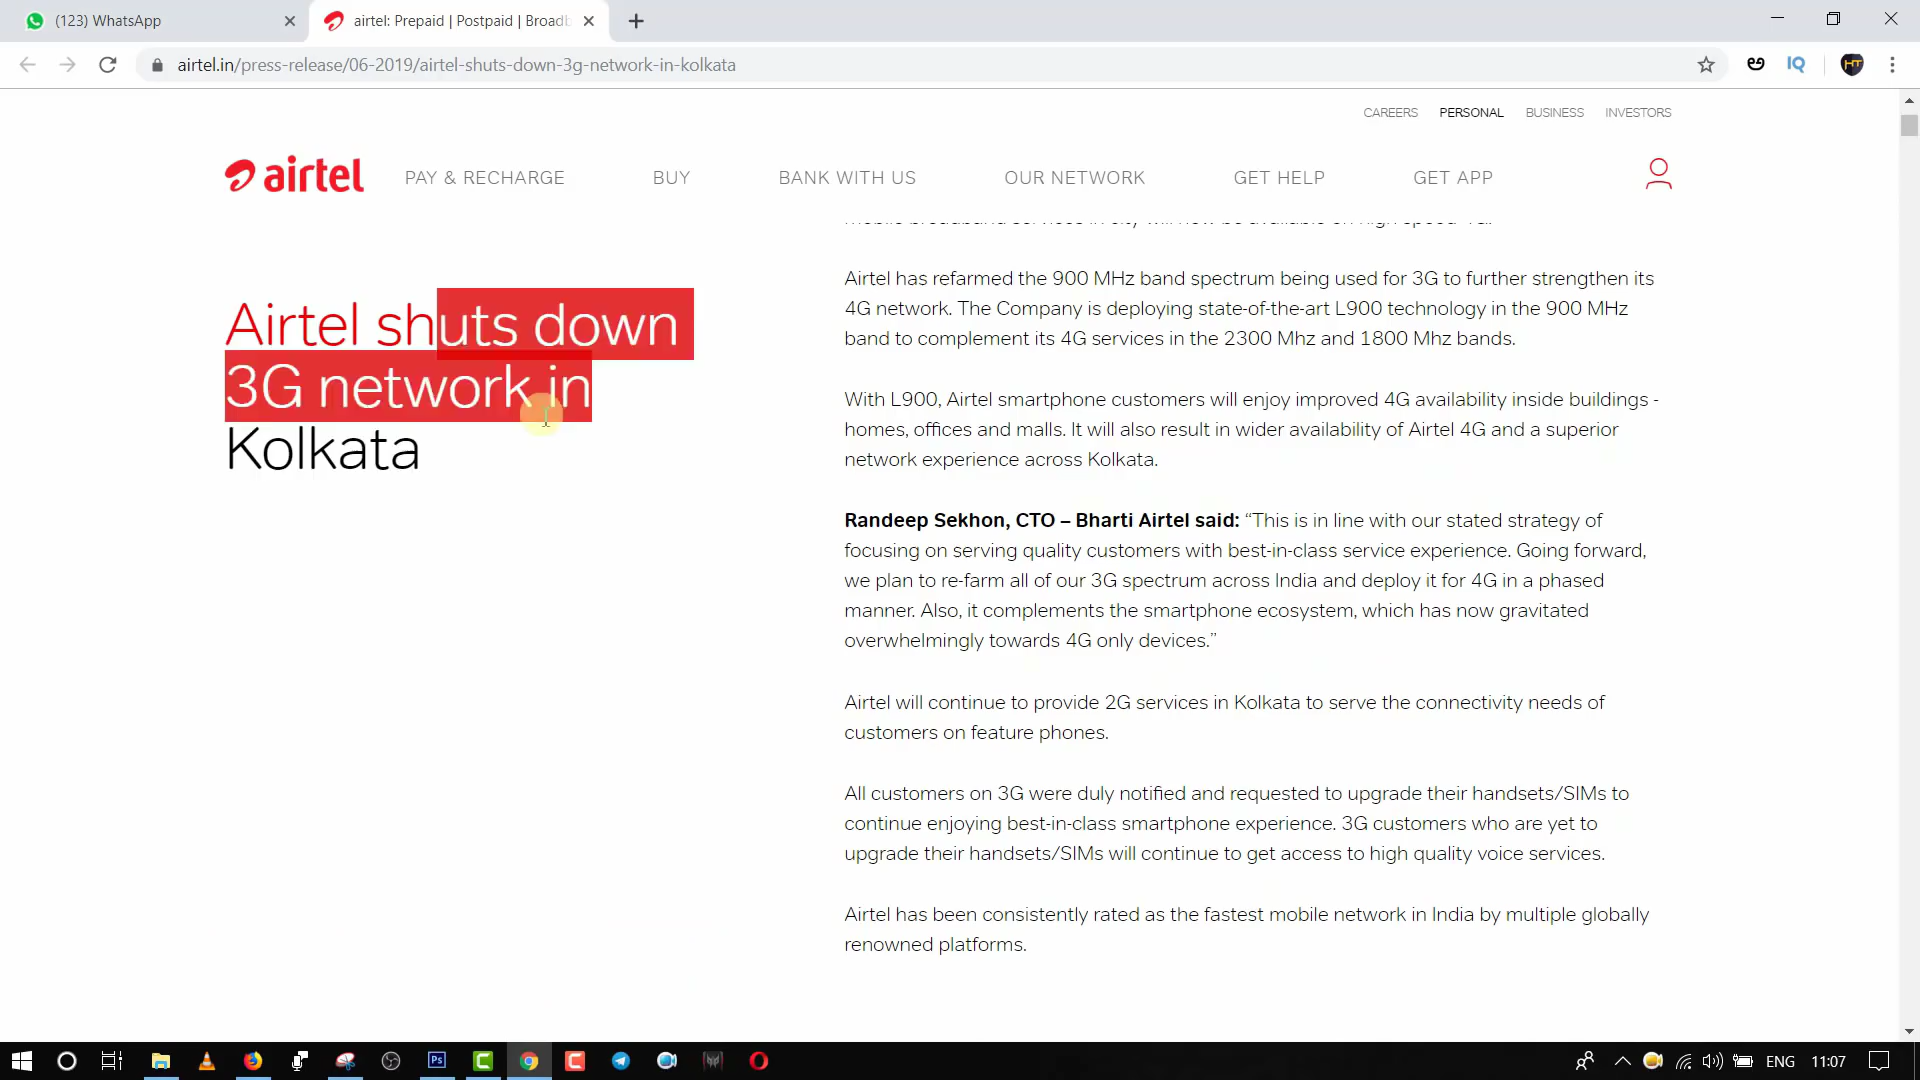 (123) WhatsApp
airtel: Prepaid | Postpaid | Broadb
airtel.in/press-release/06-2019/airtel-shuts-down-3g-network-in-kolkata
IQ
HT
CAREERS PERSONAL BUSINESS INVESTORS
airtel PAY & RECHARGE BUY BANK WITH US OUR NETWORK GET HELP GET APP
Airtel shuts down
3G network in
Kolkata
Airtel has refarmed the 900 MHz band spectrum being used for 3G to further strengthen its
4G network. The Company is deploying state-of-the-art L900 technology in the 900 MHz
band to complement its 4G services in the 2300 Mhz and 1800 Mhz bands.
With L900, Airtel smartphone customers will enjoy improved 4G availability inside buildings -
homes, offices and malls. It will also result in wider availability of Airtel 4G and a superior
network experience across Kolkata.
Randeep Sekhon, CTO – Bharti Airtel said: “This is in line with our stated strategy of
focusing on serving quality customers with best-in-class service experience. Going forward,
we plan to re-farm all of our 3G spectrum across India and deploy it for 4G in a phased
manner. Also, it complements the smartphone ecosystem, which has now gravitated
overwhelmingly towards 4G only devices.”
Airtel will continue to provide 2G services in Kolkata to serve the connectivity needs of
customers on feature phones.
All customers on 3G were duly notified and requested to upgrade their handsets/SIMs to
continue enjoying best-in-class smartphone experience. 3G customers who are yet to
upgrade their handsets/SIMs will continue to get access to high quality voice services.
Airtel has been consistently rated as the fastest mobile network in India by multiple globally
renowned platforms.
Ps
ENG 11:07